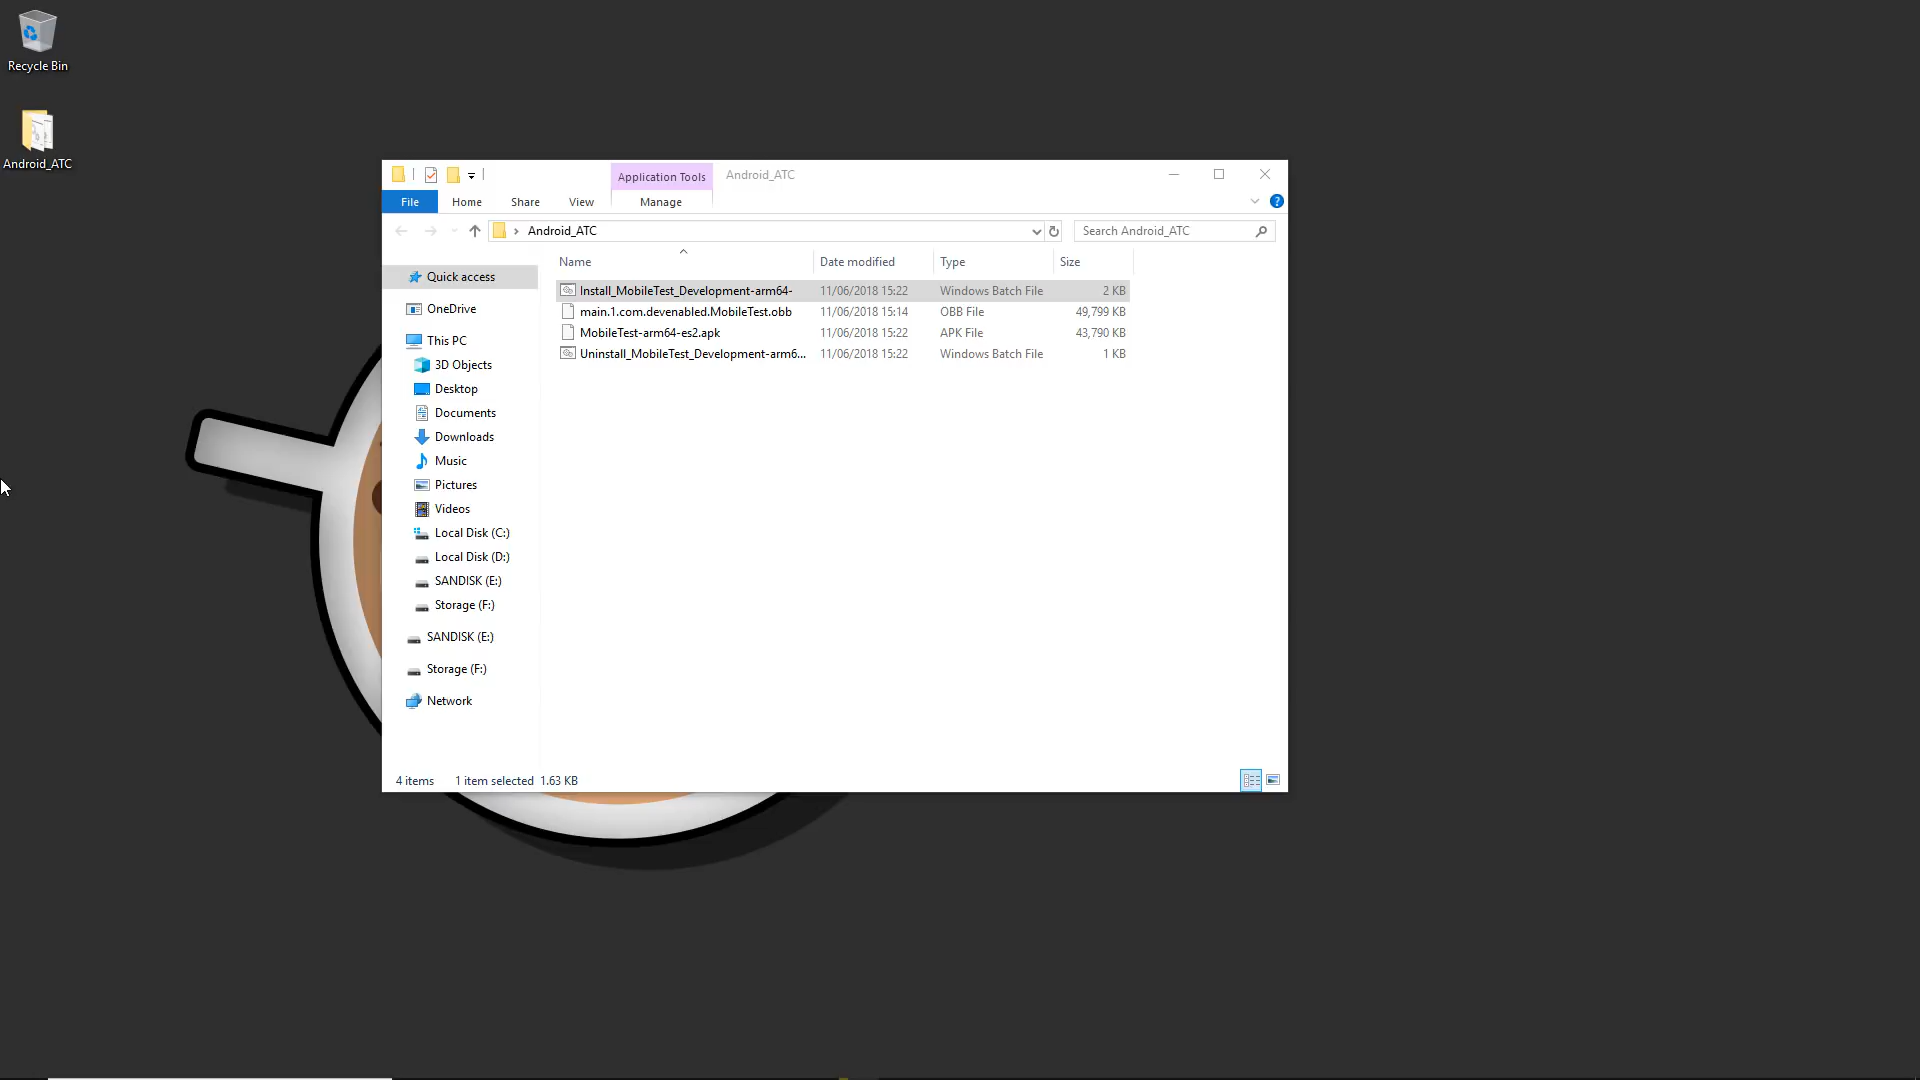 Recycle Bin
Android_ATC
Application Tools
Android_ATC
File
Home
Share
View
Manage
Android_ATC
Search Android_ATC
Name
Date modified
Type
Size
Install_MobileTest_Development-arm64-
11/06/2018 15:22
Windows Batch File
2 KB
main.1.com.devenabled.MobileTest.obb
11/06/2018 15:14
OBB File
49,799 KB
MobileTest-arm64-es2.apk
11/06/2018 15:22
APK File
43,790 KB
Uninstall_MobileTest_Development-arm6...
11/06/2018 15:22
Windows Batch File
1 KB
Quick access
OneDrive
This PC
3D Objects
Desktop
Documents
Downloads
Music
Pictures
Videos
Local Disk (C:)
Local Disk (D:)
SANDISK (E:)
Storage (F:)
SANDISK (E:)
Storage (F:)
Network
4 items
1 item selected 1.63 KB